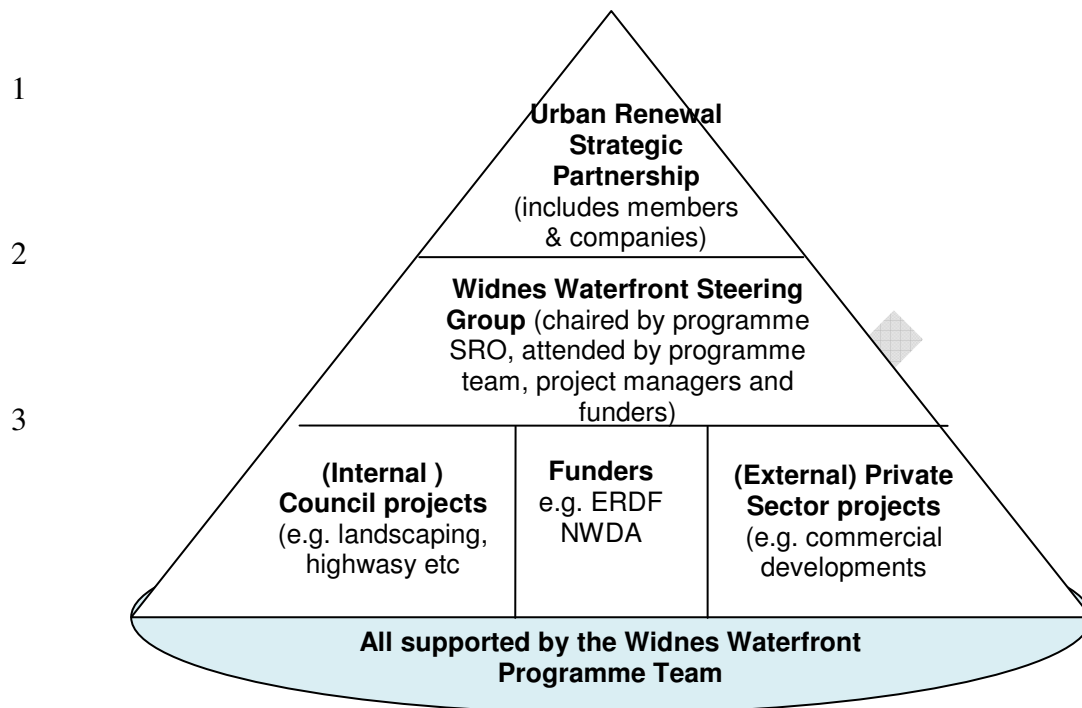 1
Urban Renewal
Strategic
Partnership
(includes members
& companies)
2
Widnes Waterfront Steering
Group (chaired by programme
SRO, attended by programme
team, project managers and
funders)
3
(Internal )
Council projects
(e.g. landscaping,
highwasy etc
Funders
e.g. ERDF
NWDA
(External) Private
Sector projects
(e.g. commercial
developments
All supported by the Widnes Waterfront
Programme Team